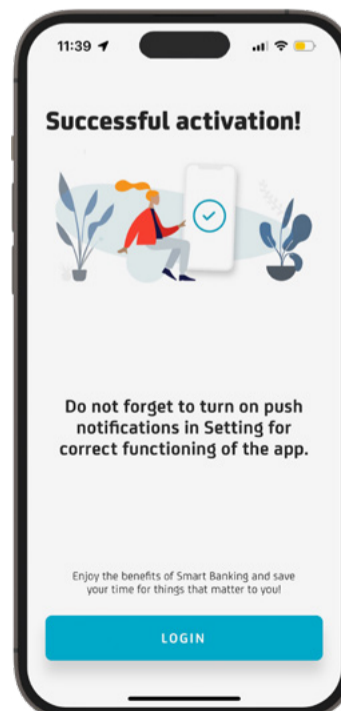 11:39
Successful activation!
Do not forget to turn on push
notifications in Setting for
correct functioning of the app.
Enjoy the benefits of Smart Banking and save
your time for things that matter to you!
LOGIN